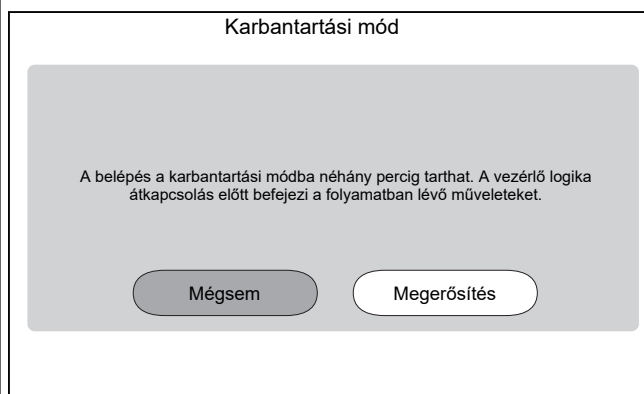 Karbantartási mód
A belépés a karbantartási módba néhány percig tarthat. A vezérlő logika
átkapcsolás előtt befejezi a folyamatban lévő műveleteket.
Mégsem
Megerősítés